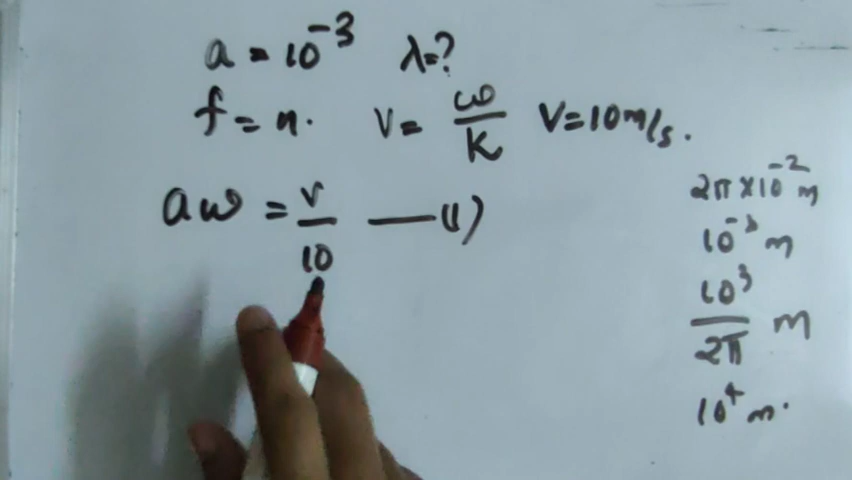 a = 10⁻³ λ=?
f = n. V = ω/K V=10m/s.
aω = v/10 —(1)
2π×10⁻² m
10⁻³ m
10³/2π m
10⁴ m.